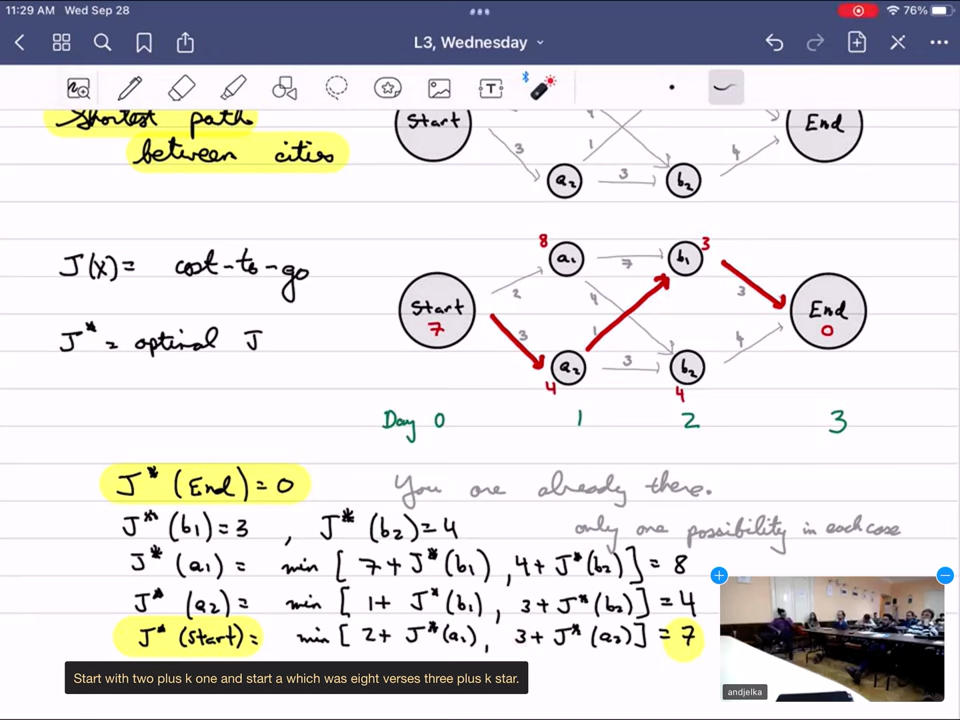 11:29 AM Wed Sep 28
76%
L3, Wednesday
T
Shortest path
between cities
Start
End
3
4
1
3
4
a₂
b₂
J(x) = cost-to-go
J* = optimal J
8
a₁
7
b₁
3
Start
7
2
4
3
End
0
3
1
4
a₂
3
b₂
4
4
Day 0 1 2 3
J*(End) = 0 You are already there.
J*(b₁) = 3 , J*(b₂) = 4 only one possibility in each case
J*(a₁) = min [ 7 + J*(b₁) , 4 + J*(b₂) ] = 8
J*(a₂) = min [ 1 + J*(b₁) , 3 + J*(b₂) ] = 4
J*(Start) = min [ 2 + J*(a₁) , 3 + J*(a₂) ] = 7
Start with two plus k one and start a which was eight verses three plus k star.
andjelka